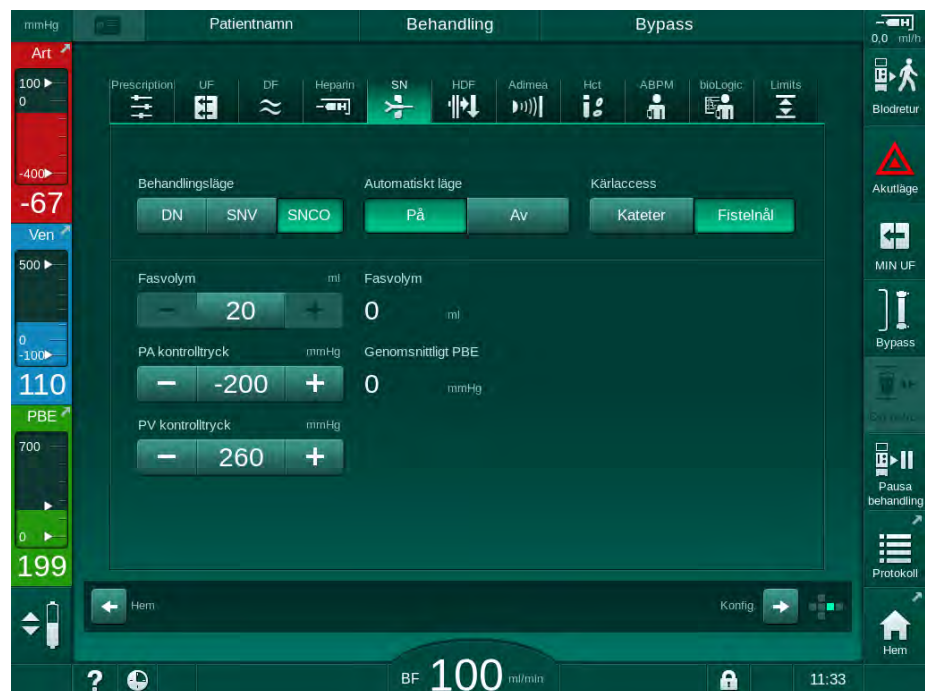 mmHg
Patientnamn
Behandling
Bypass
0,0 ml/h
Art
100
0
-400
-67
Ven
500
0
-100
110
PBE
700
0
199
Prescription
UF
DF
Heparin
SN
HDF
Adimea
Hct
ABPM
bioLogic
Limits
Behandlingsläge
Automatiskt läge
Kärlaccess
DN SNV SNCO
På Av
Kateter Fistelnål
Fasvolym ml
Fasvolym
− 20 +
0 ml
PA kontrolltryck mmHg
Genomsnittligt PBE
− -200 +
0 mmHg
PV kontrolltryck mmHg
− 260 +
Hem
Konfig.
Blodretur
Akutläge
MIN UF
Bypass
Pausa
behandling
Protokoll
Hem
?
BF 100 ml/min
11:33